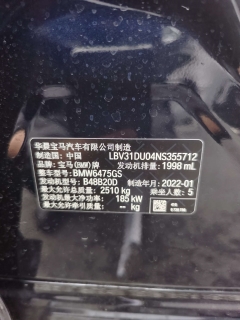 华晨宝马汽车有限公司制造
制造国：中国 LBV31DU04NS355712
品牌：宝马(BMW)牌 发动机排量：1998 mL
整车型号：BMW6475GS
发动机型号：B48B20D 制造年月：2022-01
最大允许总质量：2510 kg 乘坐人数：5
发动机最大净功率：185 kW
最大允许牵引质量：-- kg